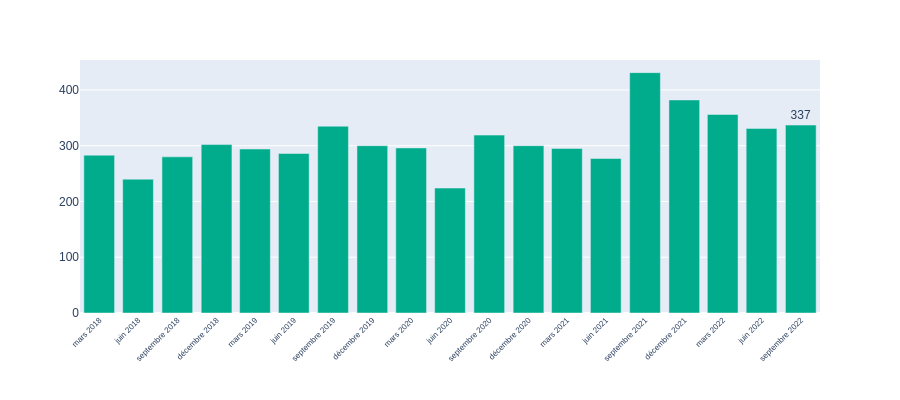 400
300
200
100
0
337
mars 2018
juin 2018
septembre 2018
décembre 2018
mars 2019
juin 2019
septembre 2019
décembre 2019
mars 2020
juin 2020
septembre 2020
décembre 2020
mars 2021
juin 2021
septembre 2021
décembre 2021
mars 2022
juin 2022
septembre 2022